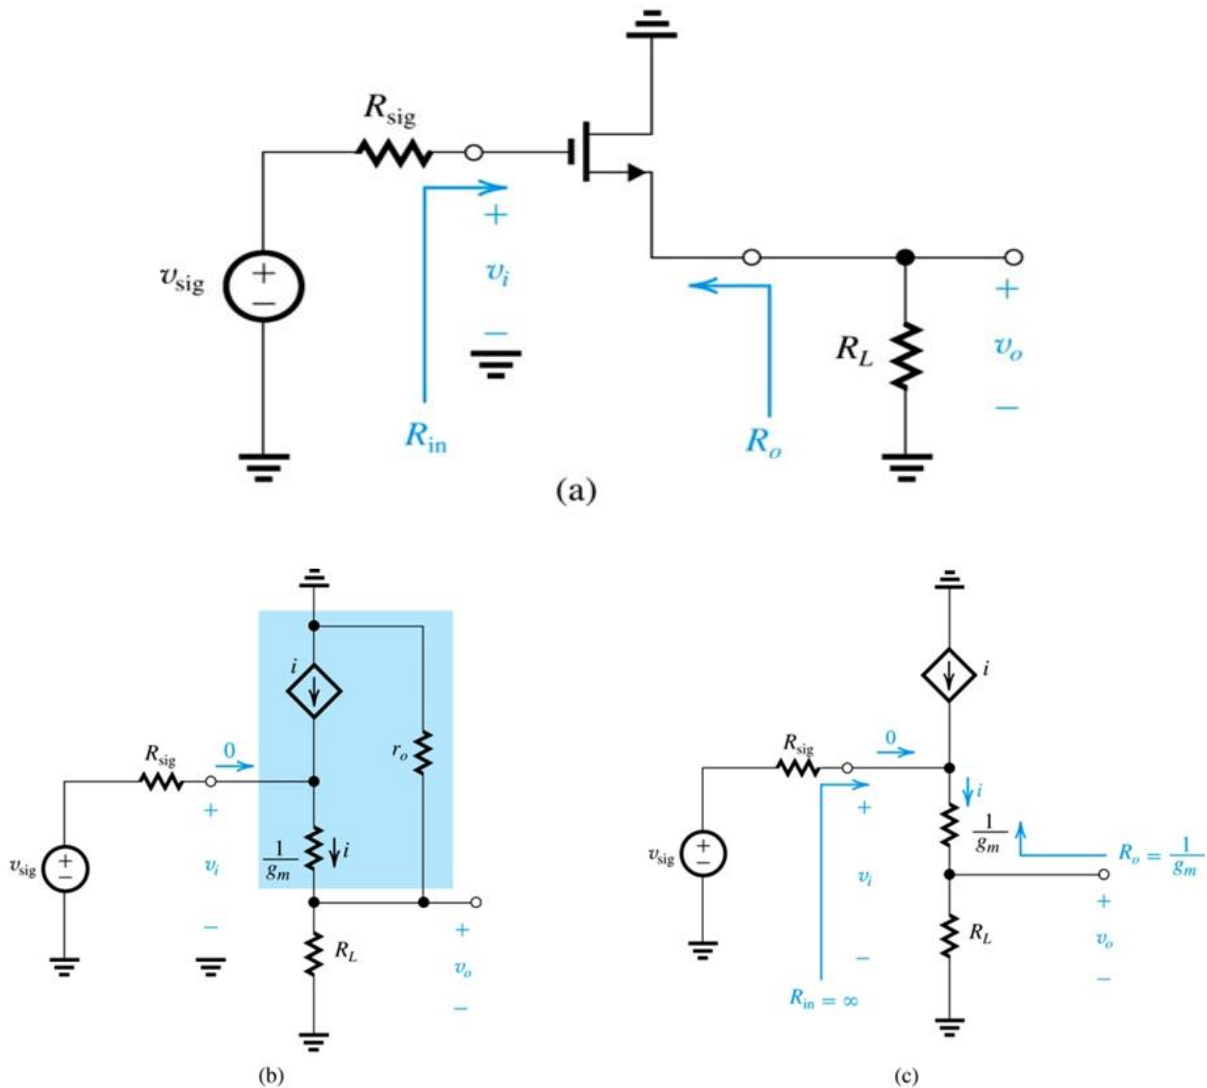 R_sig
v_sig
+
−
+
v_i
−
R_in
R_o
R_L
+
v_o
−
(a)
i
r_o
R_sig
0
+
v_i
−
v_sig
+
−
1/g_m
i
R_L
+
v_o
−
(b)
i
R_sig
0
i
+
v_i
−
v_sig
+
−
1/g_m
R_o = 1/g_m
R_L
+
v_o
−
R_in = ∞
(c)